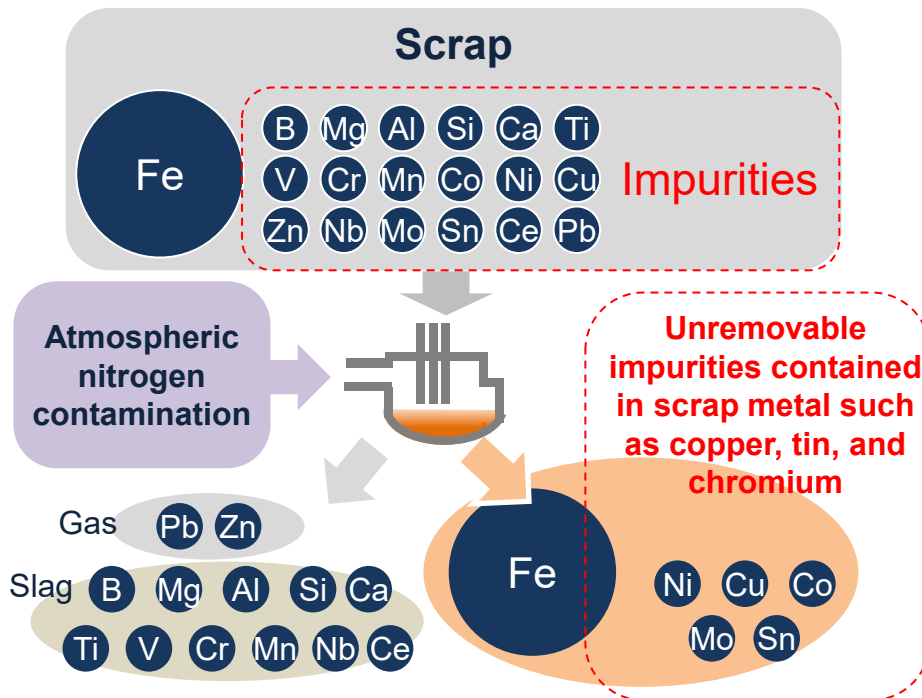 Scrap
Fe
B Mg Al Si Ca Ti
V Cr Mn Co Ni Cu
Zn Nb Mo Sn Ce Pb
Impurities
Atmospheric
nitrogen
contamination
Unremovable
impurities contained
in scrap metal such
as copper, tin, and
chromium
Gas Pb Zn
Slag B Mg Al Si Ca
Ti V Cr Mn Nb Ce
Fe
Ni Cu Co
Mo Sn